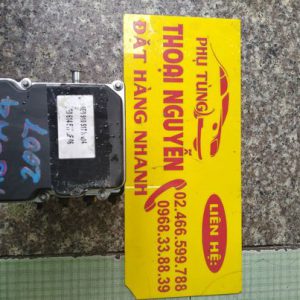 PHỤ TÙNG
THOẠI NGUYỄN
ĐẶT HÀNG NHANH
LIÊN HỆ:
02.466.599.788
0968.33.88.39
2007